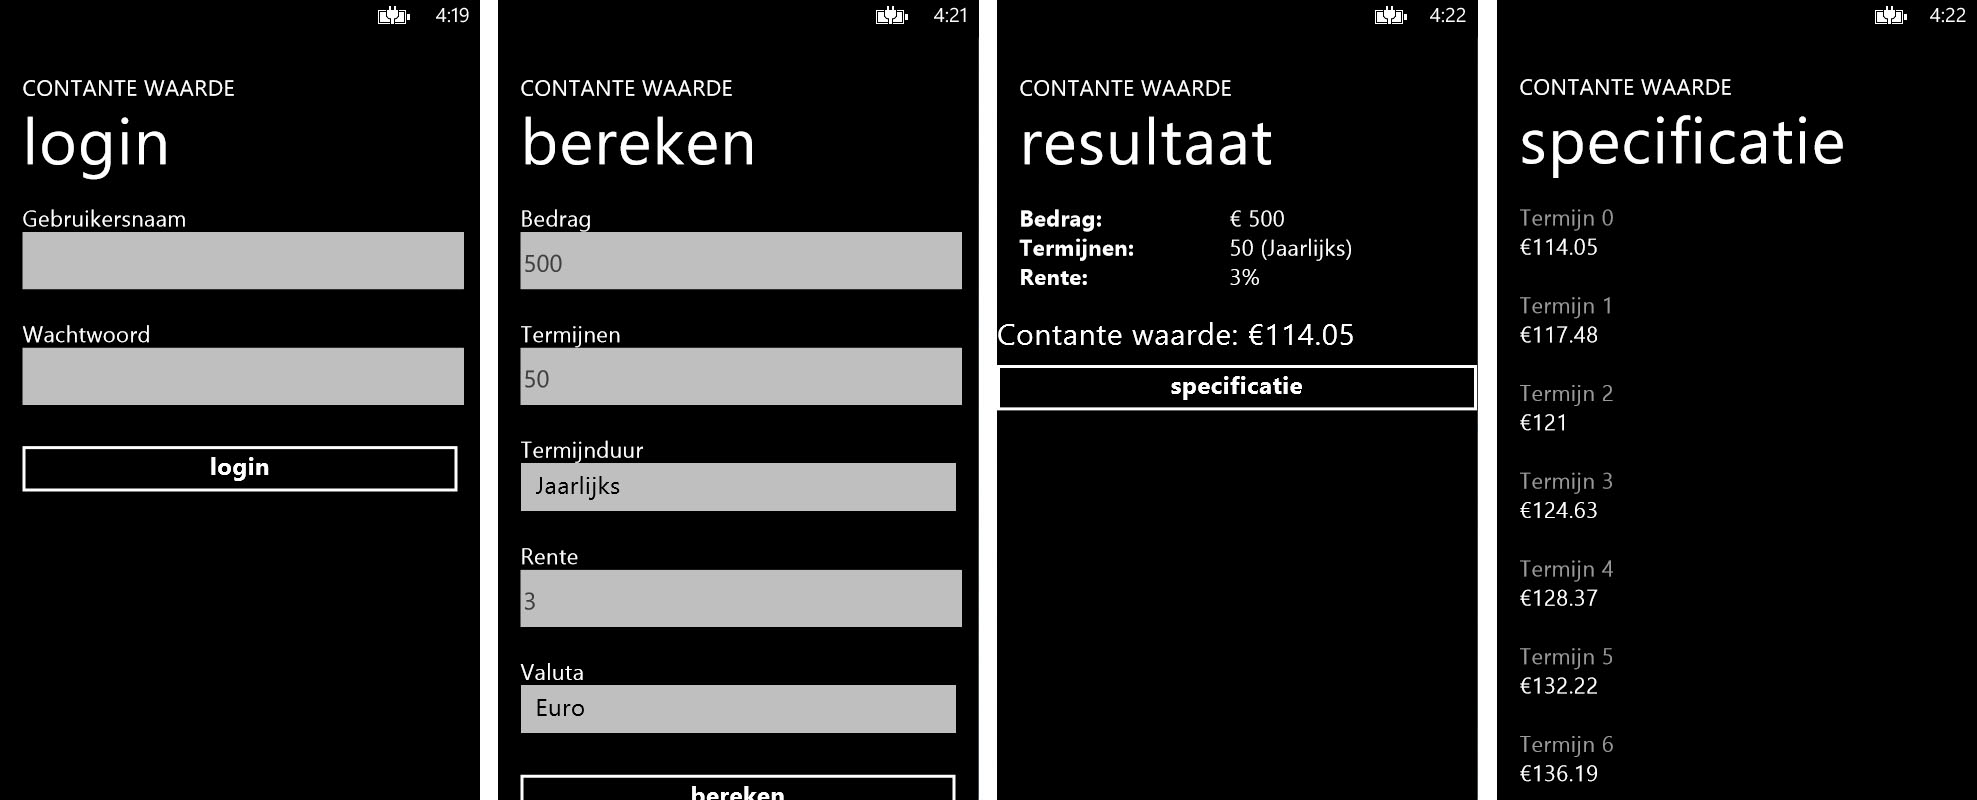 4:19
CONTANTE WAARDE
login
Gebruikersnaam
Wachtwoord
login
4:21
CONTANTE WAARDE
bereken
Bedrag
500
Termijnen
50
Termijnduur
Jaarlijks
Rente
3
Valuta
Euro
bereken
4:22
CONTANTE WAARDE
resultaat
Bedrag: € 500
Termijnen: 50 (Jaarlijks)
Rente: 3%
Contante waarde: €114.05
specificatie
4:22
CONTANTE WAARDE
specificatie
Termijn 0
€114.05
Termijn 1
€117.48
Termijn 2
€121
Termijn 3
€124.63
Termijn 4
€128.37
Termijn 5
€132.22
Termijn 6
€136.19